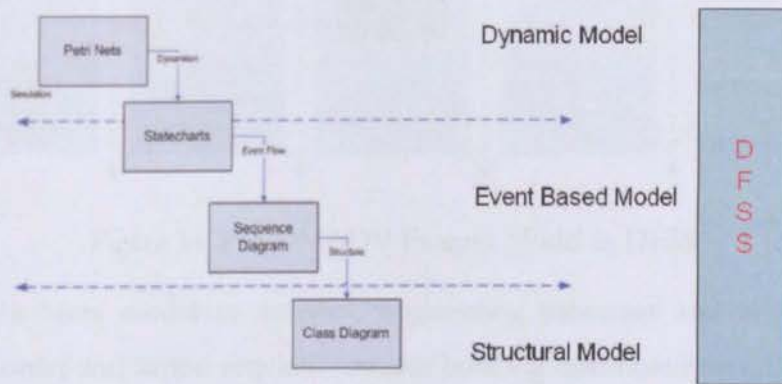 Petri Nets
Dynamism
Dynamic Model
Simulation
Statecharts
Event Flow
Event Based Model
Sequence
Diagram
Structure
Class Diagram
Structural Model
D
F
S
S